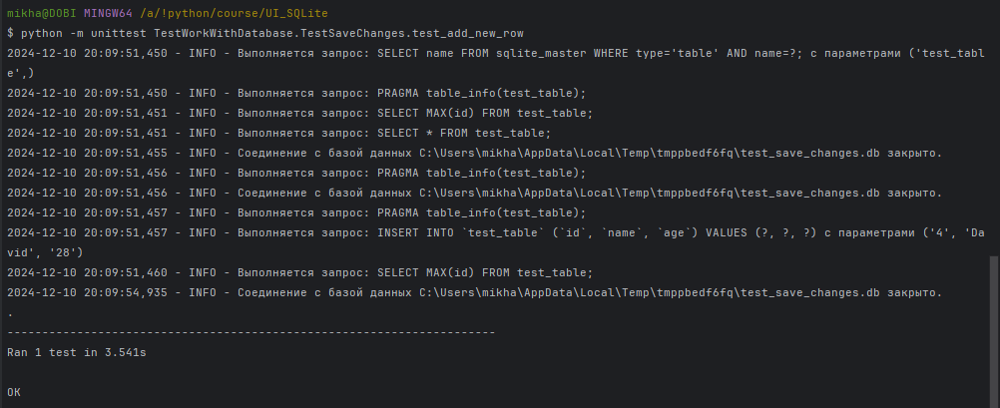 mikha@DOBI MINGW64 /a/!python/course/UI_SQLite
$ python -m unittest TestWorkWithDatabase.TestSaveChanges.test_add_new_row
2024-12-10 20:09:51,450 - INFO - Выполняется запрос: SELECT name FROM sqlite_master WHERE type='table' AND name=?; с параметрами ('test_tabl
e',)
2024-12-10 20:09:51,450 - INFO - Выполняется запрос: PRAGMA table_info(test_table);
2024-12-10 20:09:51,451 - INFO - Выполняется запрос: SELECT MAX(id) FROM test_table;
2024-12-10 20:09:51,451 - INFO - Выполняется запрос: SELECT * FROM test_table;
2024-12-10 20:09:51,455 - INFO - Соединение с базой данных C:\Users\mikha\AppData\Local\Temp\tmppbedf6fq\test_save_changes.db закрыто.
2024-12-10 20:09:51,456 - INFO - Выполняется запрос: PRAGMA table_info(test_table);
2024-12-10 20:09:51,456 - INFO - Соединение с базой данных C:\Users\mikha\AppData\Local\Temp\tmppbedf6fq\test_save_changes.db закрыто.
2024-12-10 20:09:51,457 - INFO - Выполняется запрос: PRAGMA table_info(test_table);
2024-12-10 20:09:51,457 - INFO - Выполняется запрос: INSERT INTO `test_table` (`id`, `name`, `age`) VALUES (?, ?, ?) с параметрами ('4', 'Da
vid', '28')
2024-12-10 20:09:51,460 - INFO - Выполняется запрос: SELECT MAX(id) FROM test_table;
2024-12-10 20:09:54,935 - INFO - Соединение с базой данных C:\Users\mikha\AppData\Local\Temp\tmppbedf6fq\test_save_changes.db закрыто.
.
----------------------------------------------------------------------
Ran 1 test in 3.541s
OK